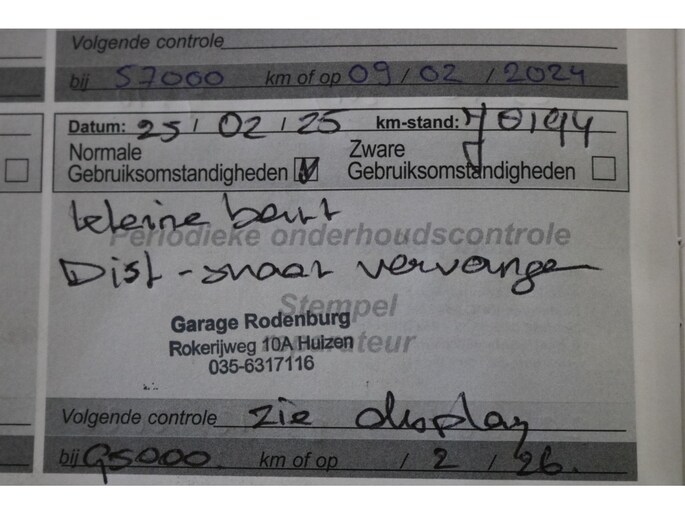 Volgende controle
bij 57000 km of op 09 / 02 / 2024
Datum: 25 / 02 / 25 km-stand: 70194
Normale Gebruiksomstandigheden
Zware Gebruiksomstandigheden
kleine beurt
Periodieke onderhoudscontrole
Dist-snaar vervangen
Stempel
Garage Rodenburg
Rokerijweg 10A Huizen
035-6317116
Volgende controle zie display
bij 95000 km of op / 2 / 26.